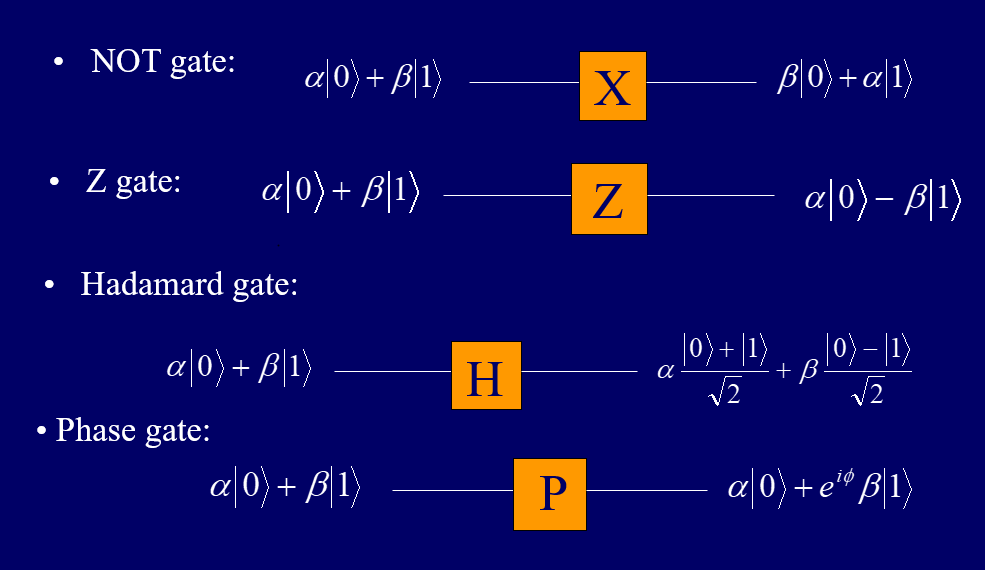 • NOT gate: α|0⟩ + β|1⟩ X β|0⟩ + α|1⟩
• Z gate: α|0⟩ + β|1⟩ Z α|0⟩ − β|1⟩
• Hadamard gate:
α|0⟩ + β|1⟩ H α (|0⟩ + |1⟩)/√2 + β (|0⟩ − |1⟩)/√2
• Phase gate:
α|0⟩ + β|1⟩ P α|0⟩ + e^{iϕ} β|1⟩